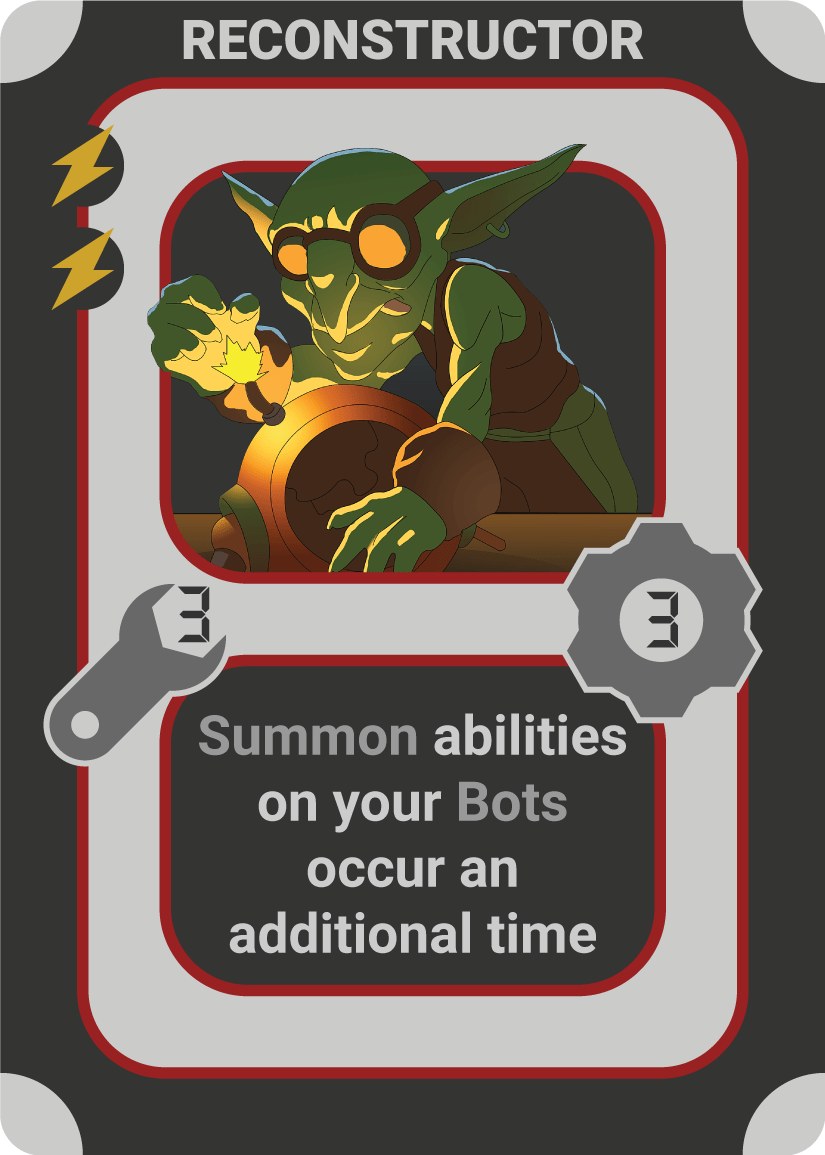 RECONSTRUCTOR
3
3
Summon abilities
on your Bots
occur an
additional time